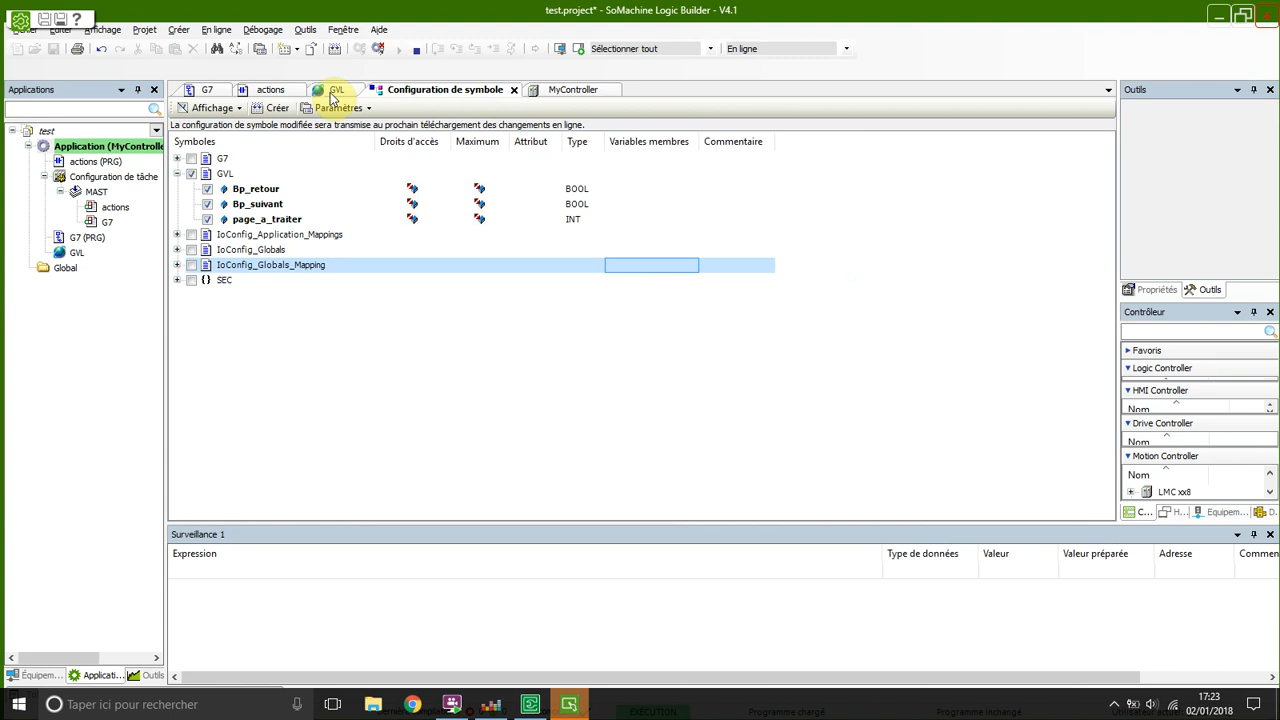 test.project* - SoMachine Logic Builder - V4.1
Affichage Projet Créer En ligne Débogage Outils Fenêtre Aide
Sélectionner tout En ligne
Applications
G7 actions GVL Configuration de symbole MyController
Outils
Affichage Créer Paramètres
La configuration de symbole modifiée sera transmise au prochain téléchargement des changements en ligne.
test
Application (MyControlle
actions (PRG)
Configuration de tâche
MAST
actions
G7
G7 (PRG)
GVL
Global
Symboles Droits d'accès Maximum Attribut Type Variables membres Commentaire
G7
GVL
Bp_retour BOOL
Bp_suivant BOOL
page_a_traiter INT
IoConfig_Application_Mappings
IoConfig_Globals
IoConfig_Globals_Mapping
SEC
Propriétés Outils
Contrôleur
Favoris
Logic Controller
HMI Controller
Nom
Drive Controller
Nom
Motion Controller
Nom
LMC xx8
C... H... Equipem... D.
Surveillance 1
Expression Type de données Valeur Valeur préparée Adresse Commen
Équipem... Applicati... Outils
EXÉCUTION Programme chargé Programme inchangé
Taper ici pour rechercher
17:23
02/01/2018